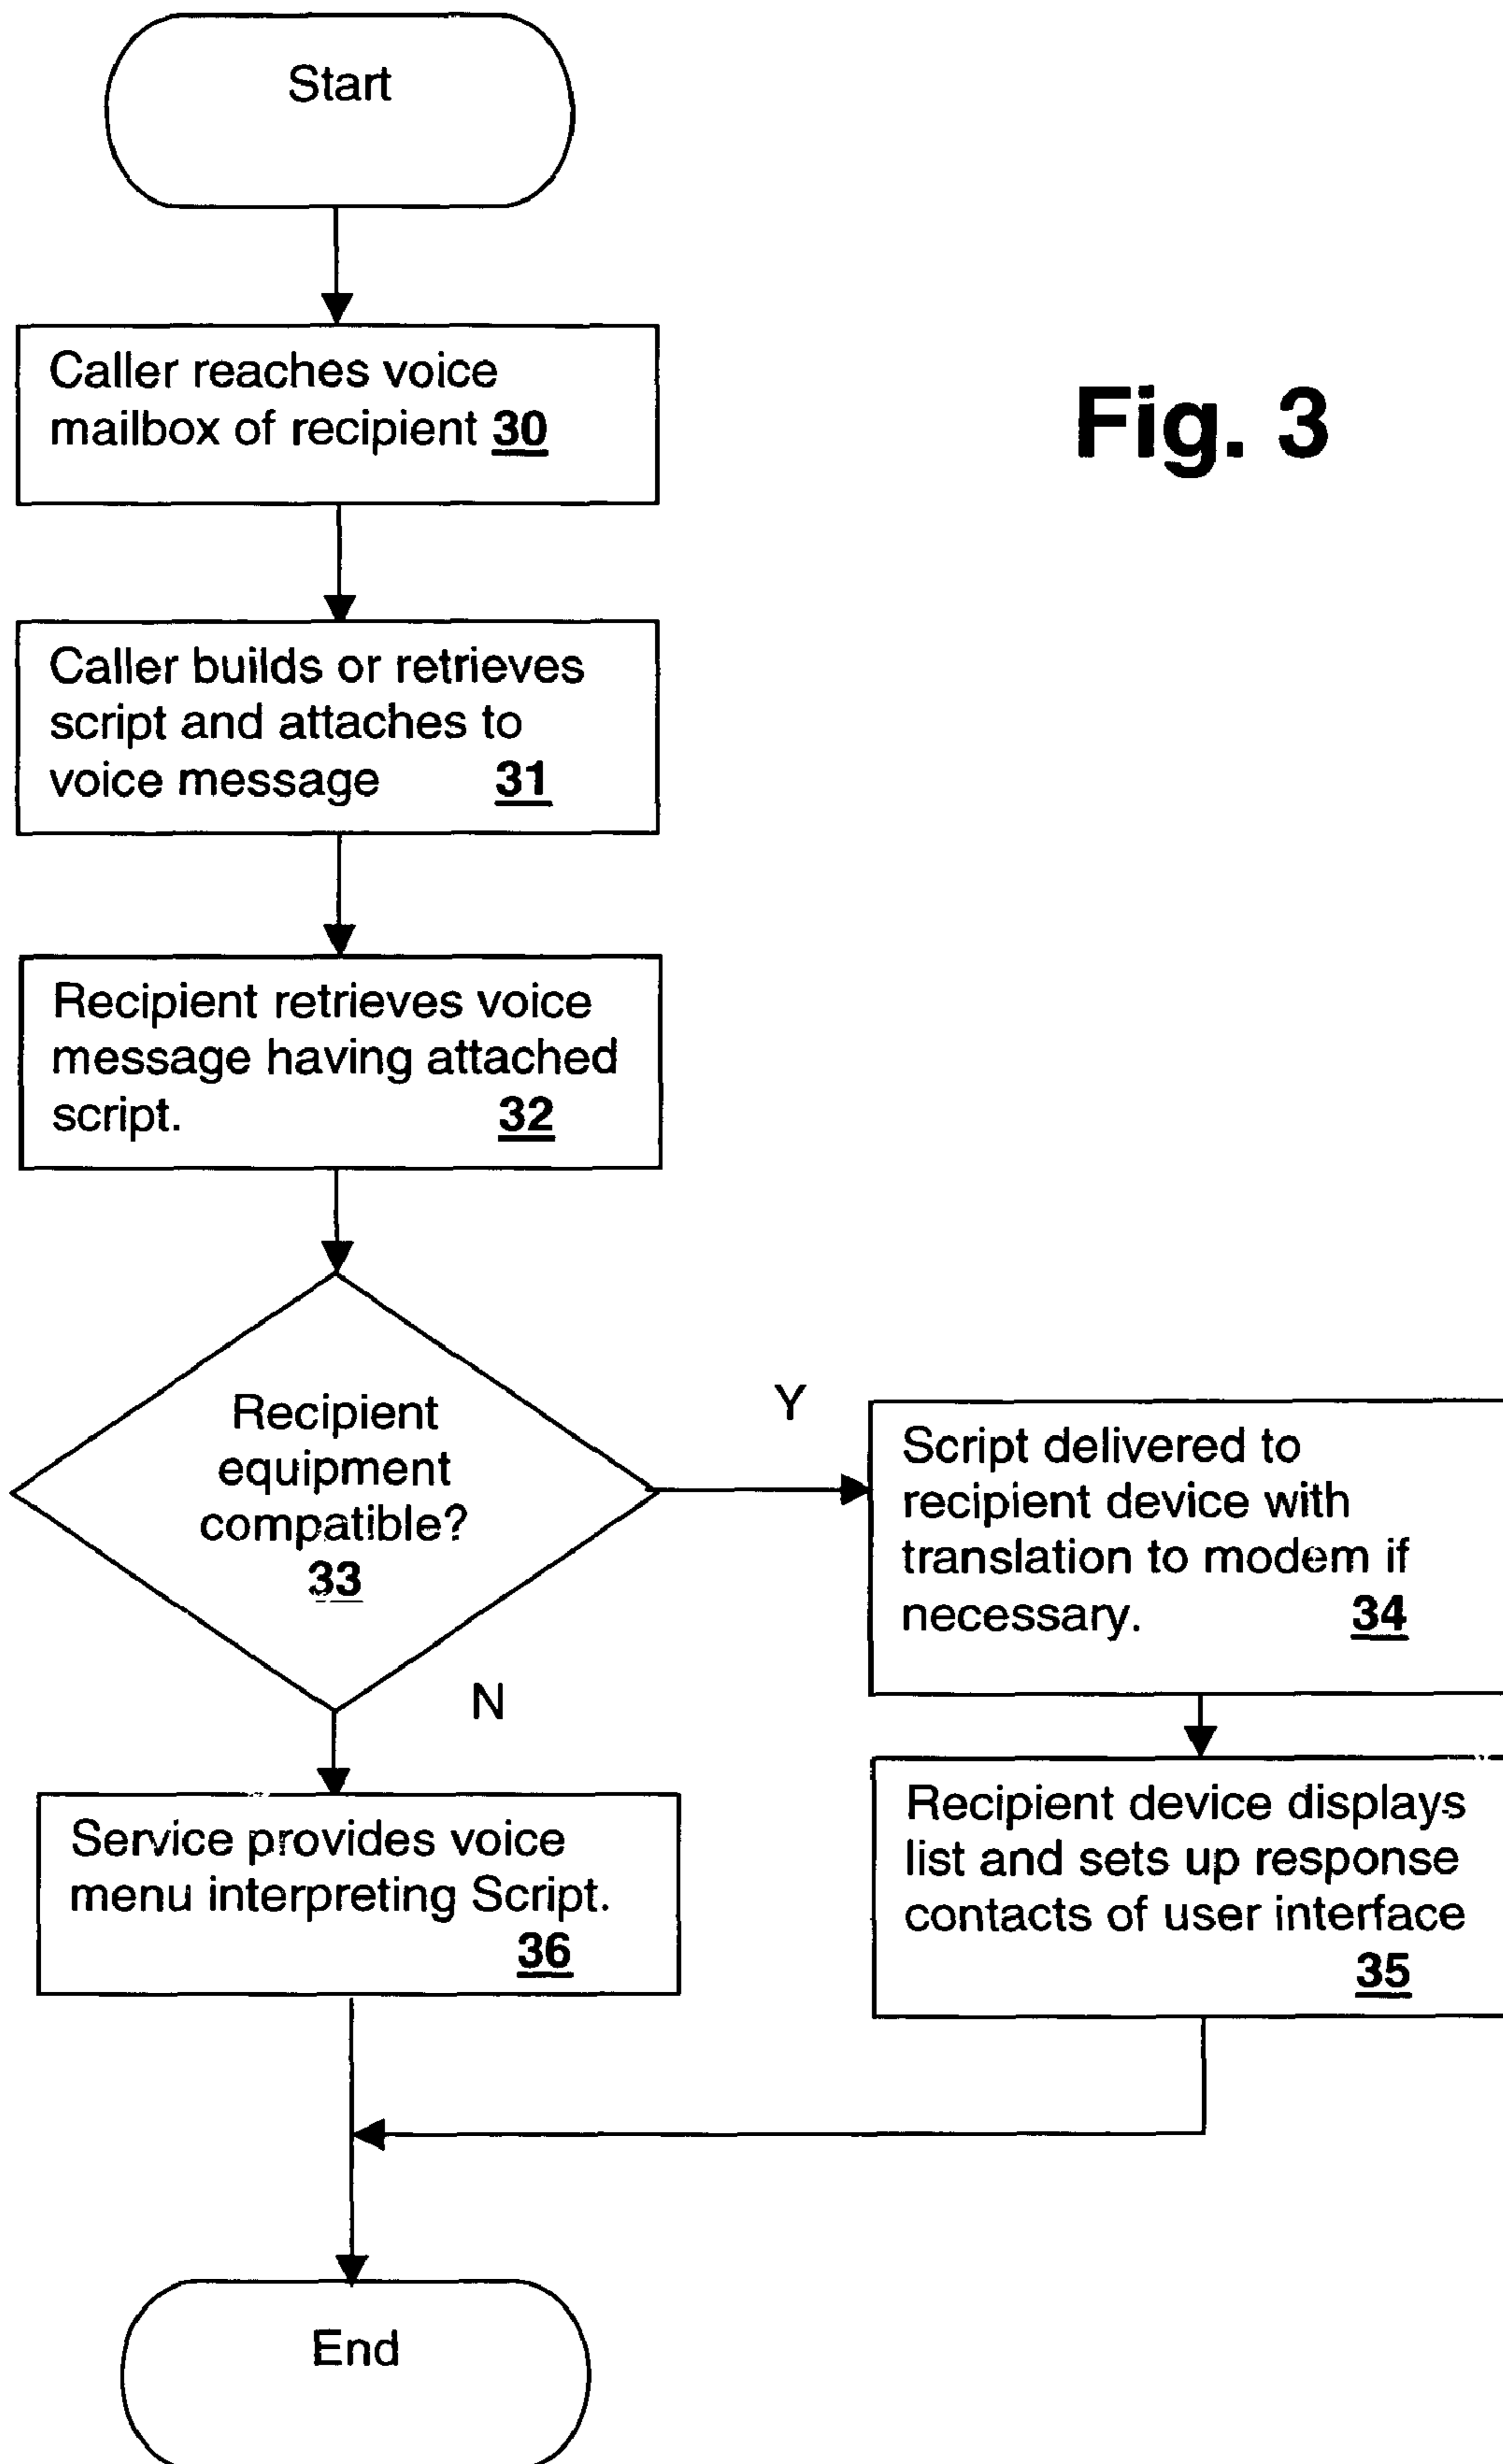 Start
Caller reaches voice
mailbox of recipient 30
Fig. 3
Caller builds or retrieves
script and attaches to
voice message 31
Recipient retrieves voice
message having attached
script. 32
Recipient
equipment
compatible?
33
Y
Script delivered to
recipient device with
translation to modem if
necessary. 34
N
Recipient device displays
list and sets up response
contacts of user interface
35
Service provides voice
menu interpreting Script.
36
End